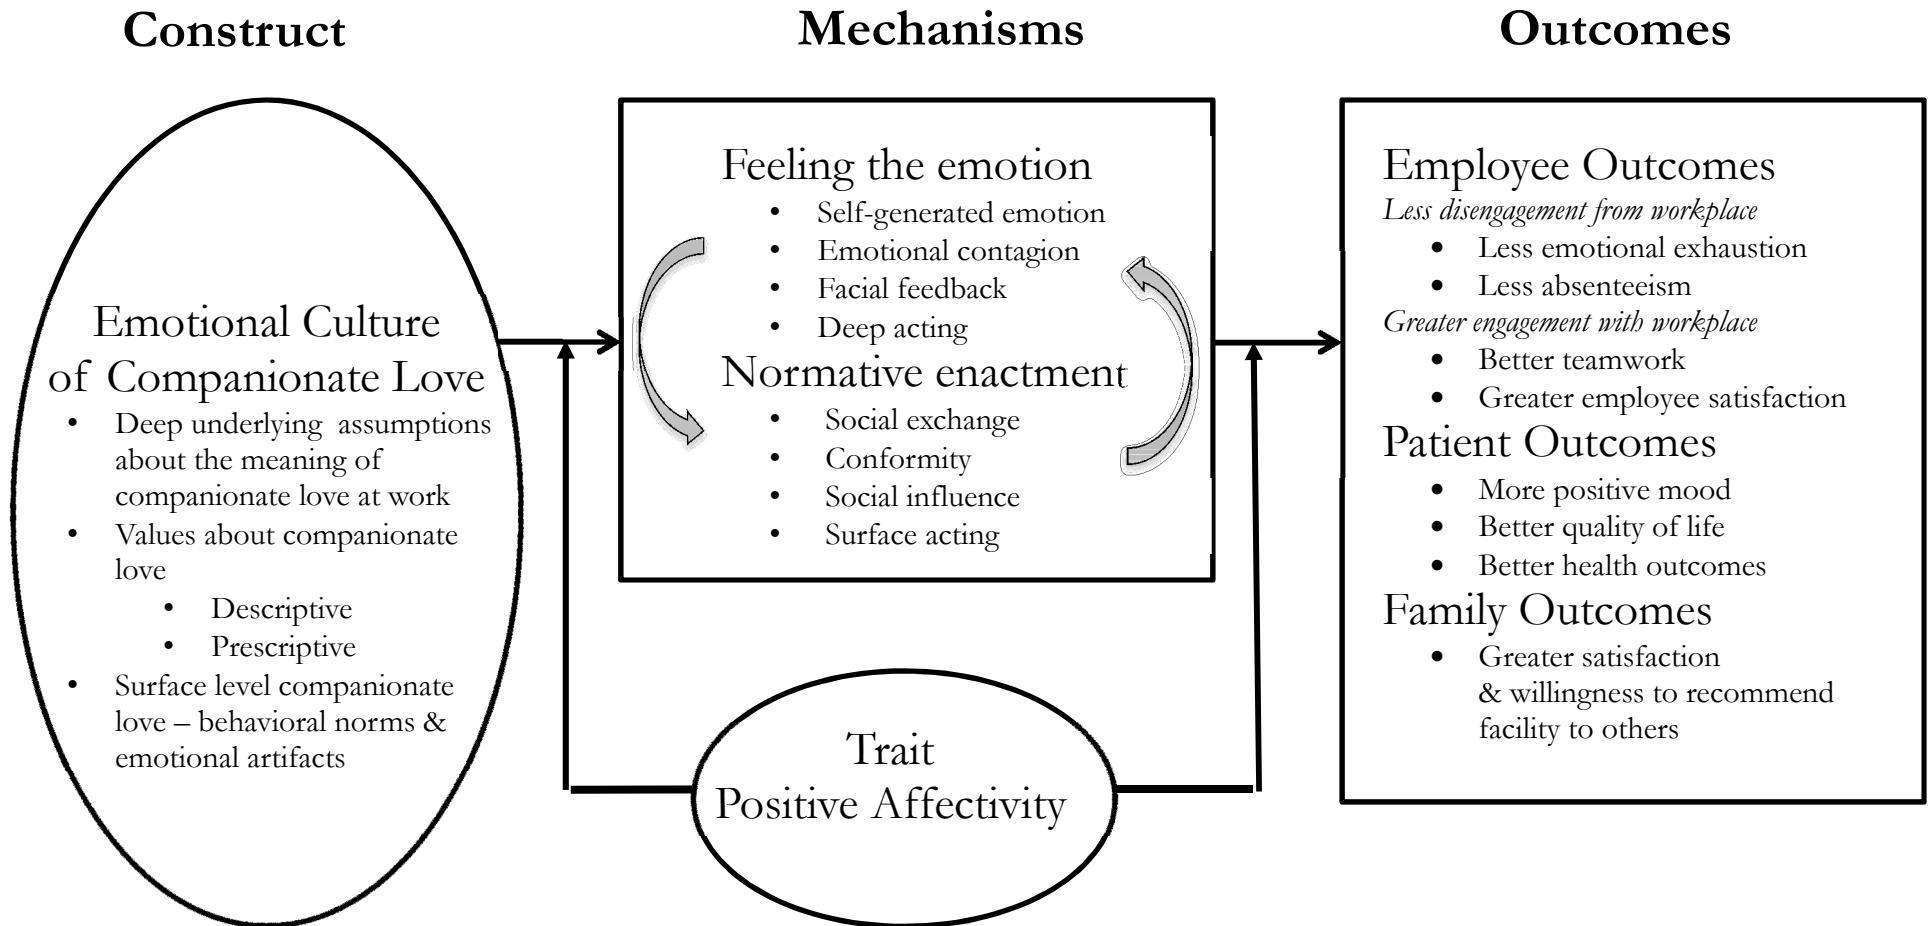 Construct
Mechanisms
Outcomes
Emotional Culture
of Companionate Love
• Deep underlying assumptions
about the meaning of
companionate love at work
• Values about companionate
love
• Descriptive
• Prescriptive
• Surface level companionate
love – behavioral norms &
emotional artifacts
Feeling the emotion
• Self-generated emotion
• Emotional contagion
• Facial feedback
• Deep acting
Normative enactment
• Social exchange
• Conformity
• Social influence
• Surface acting
Trait
Positive Affectivity
Employee Outcomes
Less disengagement from workplace
• Less emotional exhaustion
• Less absenteeism
Greater engagement with workplace
• Better teamwork
• Greater employee satisfaction
Patient Outcomes
• More positive mood
• Better quality of life
• Better health outcomes
Family Outcomes
• Greater satisfaction
& willingness to recommend
facility to others